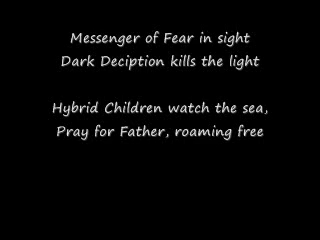 Messenger of Fear in sight
Dark Deciption kills the light
Hybrid Children watch the sea,
Pray for Father, roaming free